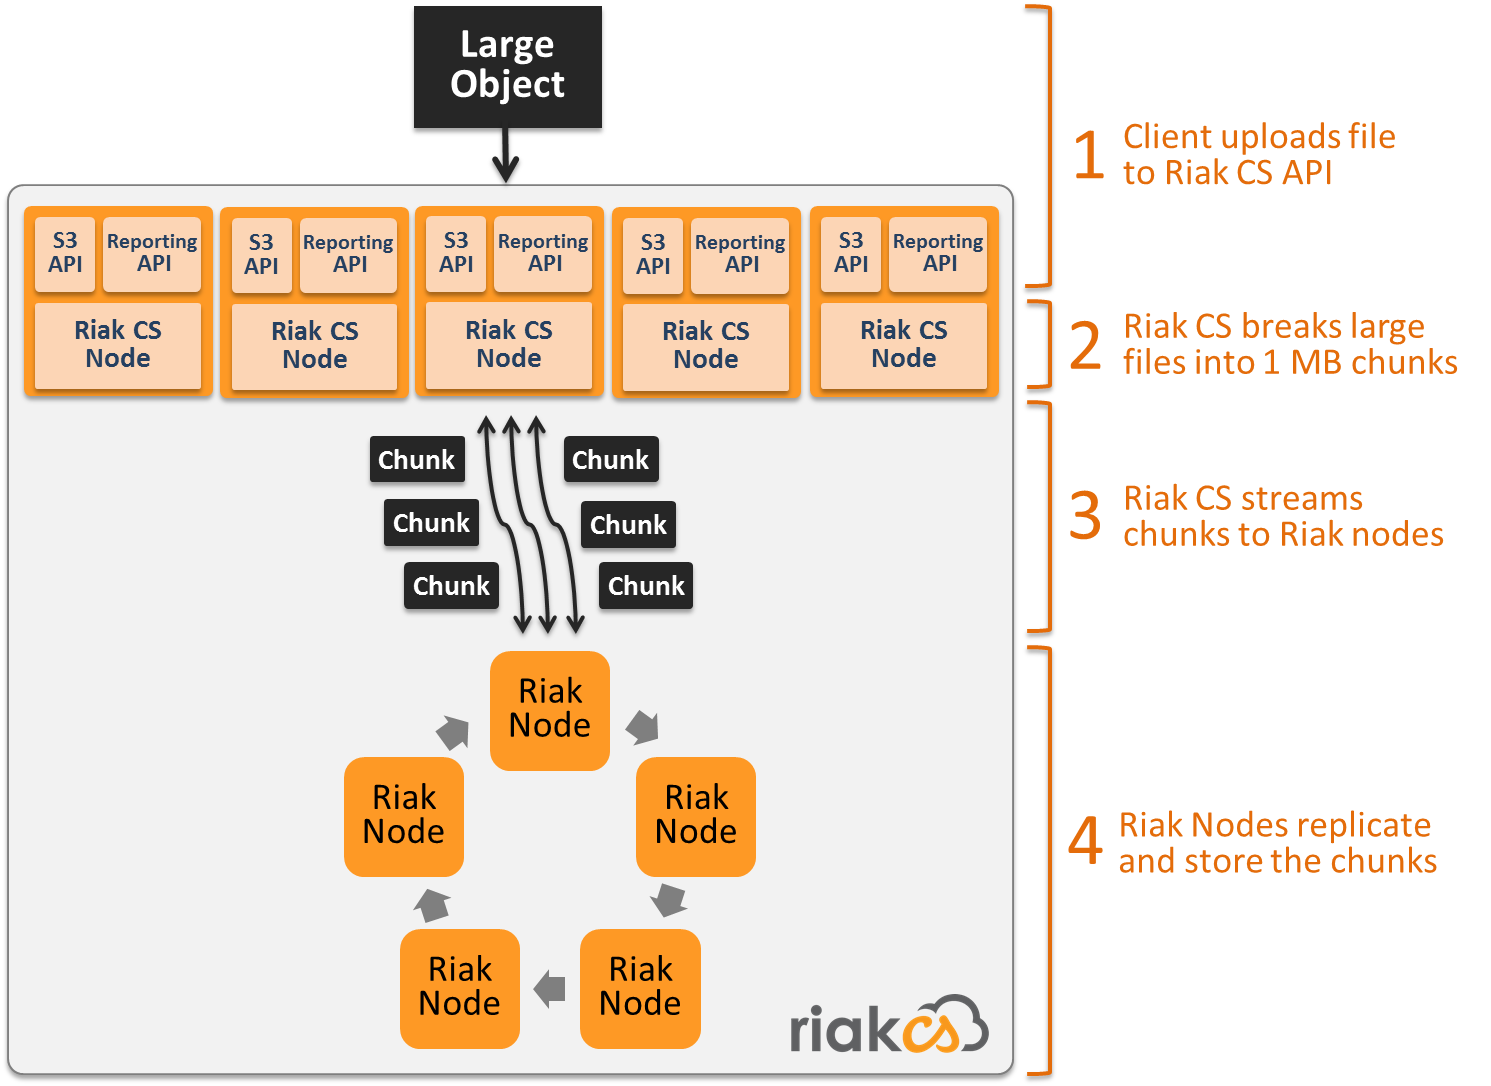 Large
Object
1 Client uploads file
to Riak CS API
S3
API
Reporting
API
S3
API
Reporting
API
S3
API
Reporting
API
S3
API
Reporting
API
S3
API
Reporting
API
Riak CS
Node
Riak CS
Node
Riak CS
Node
Riak CS
Node
Riak CS
Node
2 Riak CS breaks large
files into 1 MB chunks
Chunk
Chunk
Chunk
Chunk
Chunk
Chunk
3 Riak CS streams
chunks to Riak nodes
Riak
Node
Riak
Node
Riak
Node
Riak
Node
Riak
Node
4 Riak Nodes replicate
and store the chunks
riakcs